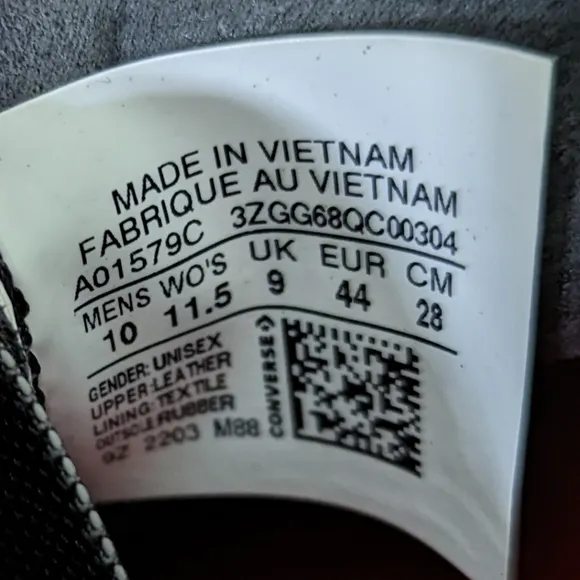 MADE IN VIETNAM
FABRIQUE AU VIETNAM
A01579C 3ZGG68QC00304
MENS WO'S UK EUR CM
10 11.5 9 44 28
GENDER: UNISEX
UPPER: LEATHER
LINING: TEXTILE
OUTSOLE: RUBBER
9Z 2203 M88
CONVERSE